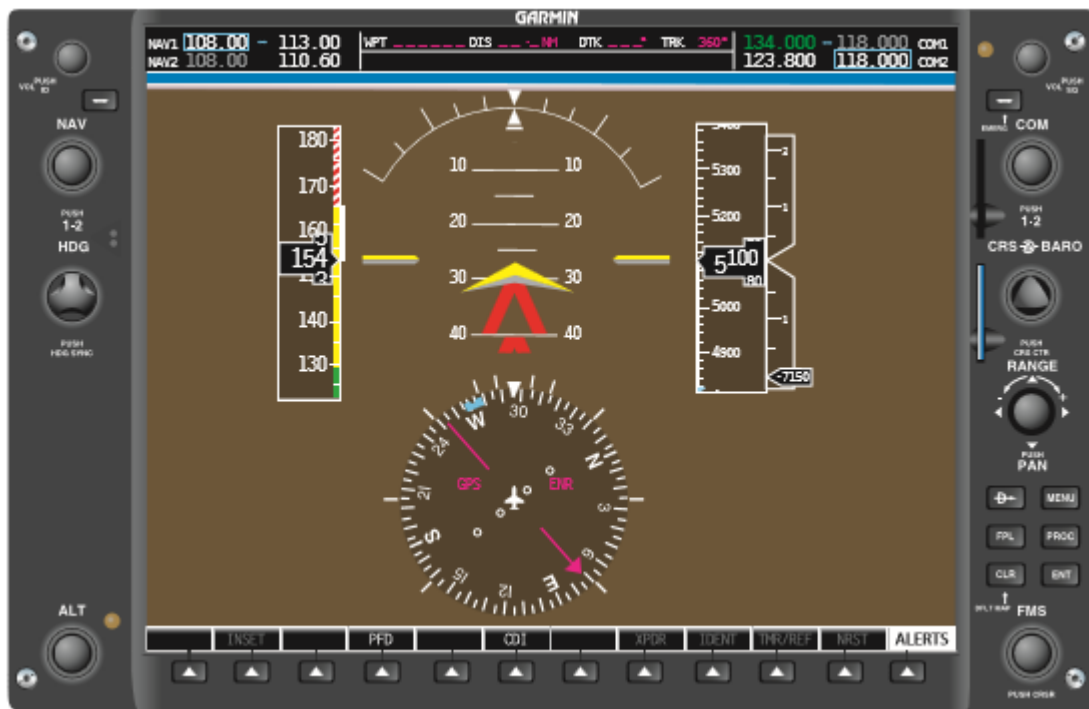 GARMIN
NAV1 108.00 – 113.00
NAV2 108.00 110.60
WPT ______ DIS __._ NM DTK ___° TRK 360°
134.000 – 118.000 COM1
123.800 118.000 COM2
VOL PUSH ID
NAV
PUSH
1-2
HDG
PUSH
HDG SYNC
ALT
VOL PUSH SQ
EMERG
COM
PUSH
1-2
CRS BARO
PUSH
CRS CTR
RANGE
- +
PUSH
PAN
D MENU
FPL PROC
CLR ENT
DFLT MAP
FMS
PUSH CRSR
180
170
160
154
140
130
10 10
20 20
30 30
40 40
5300
5200
5100
80
5000
4900
2
1
1
-7150
30
33
N
3
6
E
12
15
S
21
24
W
GPS ENR
INSET PFD CDI XPDR IDENT TMR/REF NRST ALERTS